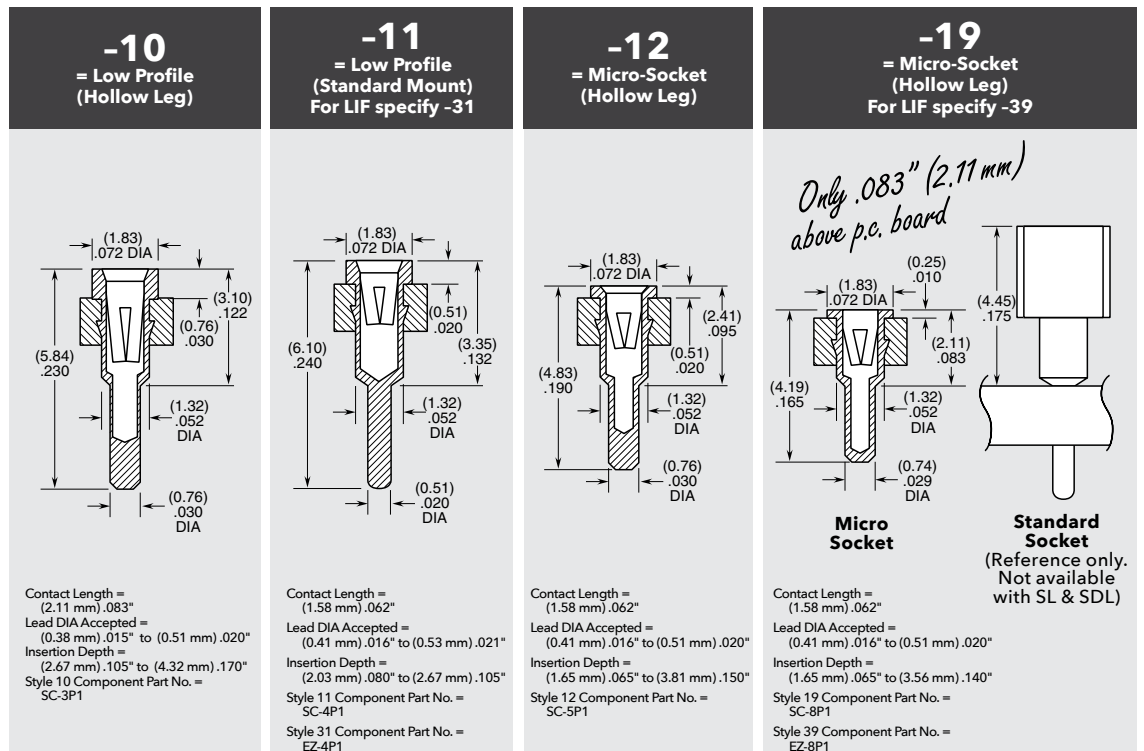 –10
= Low Profile
(Hollow Leg)
(1.83)
.072 DIA
(3.10)
.122
(0.76)
.030
(5.84)
.230
(1.32)
.052
DIA
(0.76)
.030
DIA
Contact Length =
(2.11 mm) .083"
Lead DIA Accepted =
(0.38 mm) .015" to (0.51 mm) .020"
Insertion Depth =
(2.67 mm) .105" to (4.32 mm) .170"
Style 10 Component Part No. =
SC-3P1
–11
= Low Profile
(Standard Mount)
For LIF specify –31
(1.83)
.072 DIA
(0.51)
.020
(3.35)
.132
(6.10)
.240
(1.32)
.052
DIA
(0.51)
.020
DIA
Contact Length =
(1.58 mm) .062"
Lead DIA Accepted =
(0.41 mm) .016" to (0.53 mm) .021"
Insertion Depth =
(2.03 mm) .080" to (2.67 mm) .105"
Style 11 Component Part No. =
SC-4P1
Style 31 Component Part No. =
EZ-4P1
–12
= Micro-Socket
(Hollow Leg)
(1.83)
.072 DIA
(2.41)
.095
(0.51)
.020
(4.83)
.190
(1.32)
.052
DIA
(0.76)
.030
DIA
Contact Length =
(1.58 mm) .062"
Lead DIA Accepted =
(0.41 mm) .016" to (0.51 mm) .020"
Insertion Depth =
(1.65 mm) .065" to (3.81 mm) .150"
Style 12 Component Part No. =
SC-5P1
–19
= Micro-Socket
(Hollow Leg)
For LIF specify –39
Only .083" (2.11 mm)
above p.c. board
(0.25)
.010
(1.83)
.072 DIA
(4.45)
.175
(2.11)
.083
(4.19)
.165
(1.32)
.052
DIA
(0.74)
.029
DIA
Micro
Socket
Standard
Socket
(Reference only.
Not available
with SL & SDL)
Contact Length =
(1.58 mm) .062"
Lead DIA Accepted =
(0.41 mm) .016" to (0.51 mm) .020"
Insertion Depth =
(1.65 mm) .065" to (3.56 mm) .140"
Style 19 Component Part No. =
SC-8P1
Style 39 Component Part No. =
EZ-8P1